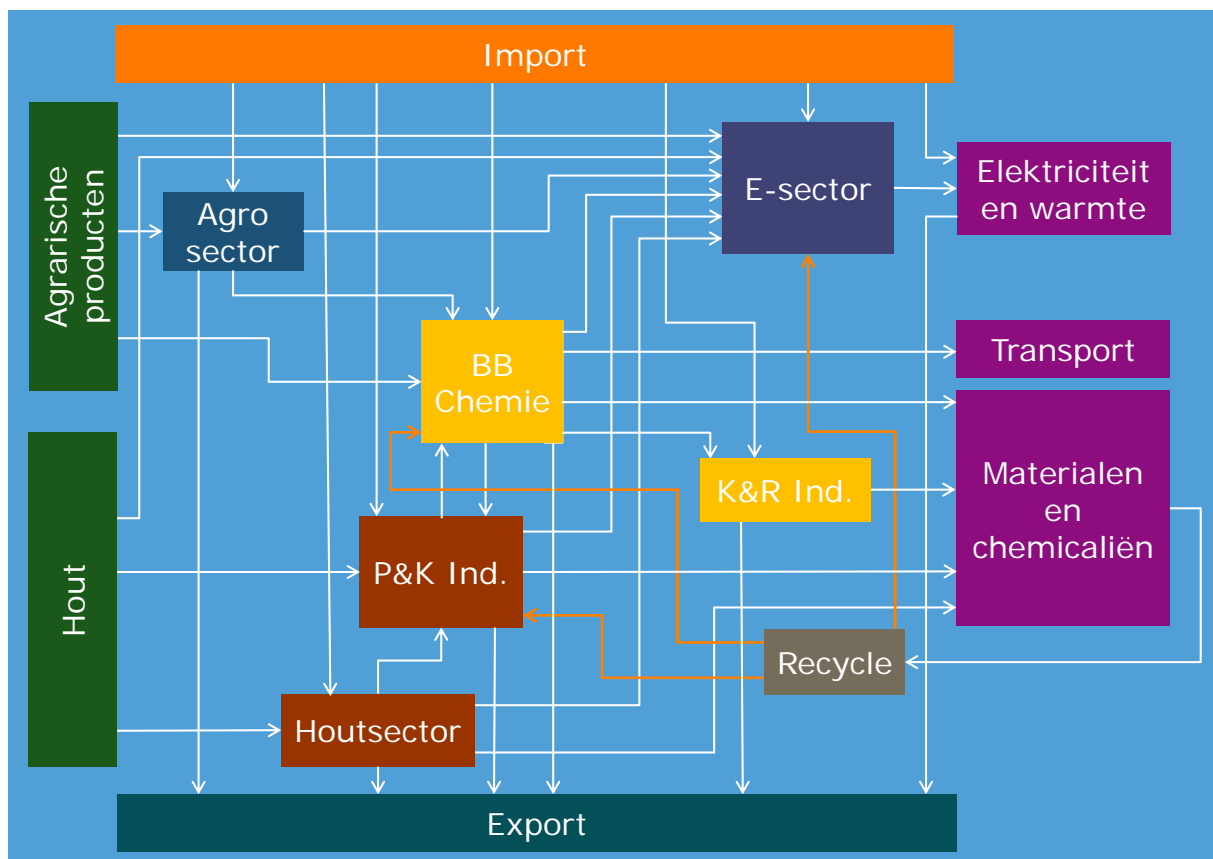 Import
Agrarische
producten
Agro
sector
E-sector
Elektriciteit
en warmte
BB
Chemie
Transport
Hout
K&R Ind.
Materialen
en
chemicaliën
P&K Ind.
Recycle
Houtsector
Export